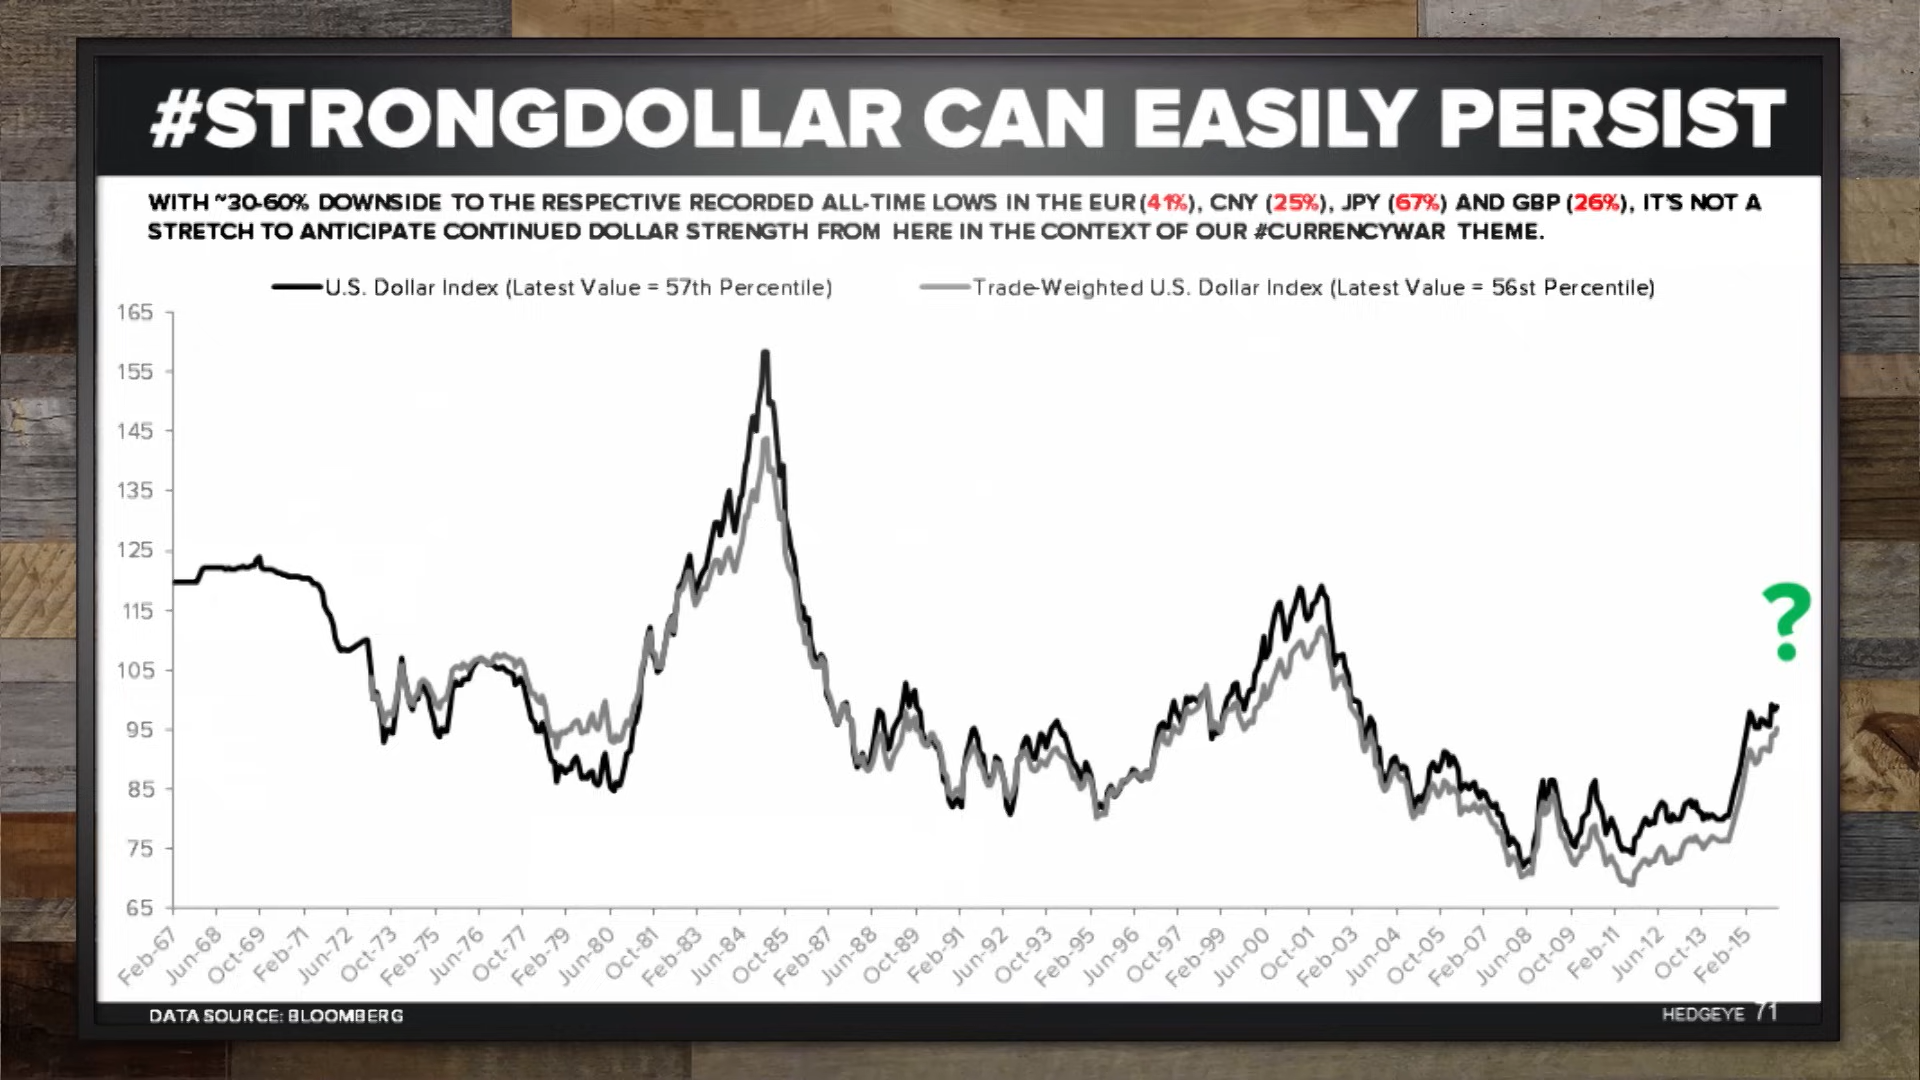 #STRONGDOLLAR CAN EASILY PERSIST
WITH ~30-60% DOWNSIDE TO THE RESPECTIVE RECORDED ALL-TIME LOWS IN THE EUR (41%), CNY (25%), JPY (67%) AND GBP (26%), IT'S NOT A
STRETCH TO ANTICIPATE CONTINUED DOLLAR STRENGTH FROM HERE IN THE CONTEXT OF OUR #CURRENCYWAR THEME.
U.S. Dollar Index (Latest Value = 57th Percentile)
Trade-Weighted U.S. Dollar Index (Latest Value = 56st Percentile)
165
155
145
135
125
115
105
95
85
75
65
?
Feb-67
Jun-68
Oct-69
Feb-71
Jun-72
Oct-73
Feb-75
Jun-76
Oct-77
Feb-79
Jun-80
Oct-81
Feb-83
Jun-84
Oct-85
Feb-87
Jun-88
Oct-89
Feb-91
Jun-92
Oct-93
Feb-95
Jun-96
Oct-97
Feb-99
Jun-00
Oct-01
Feb-03
Jun-04
Oct-05
Feb-07
Jun-08
Oct-09
Feb-11
Jun-12
Oct-13
Feb-15
DATA SOURCE: BLOOMBERG
HEDGEYE 71